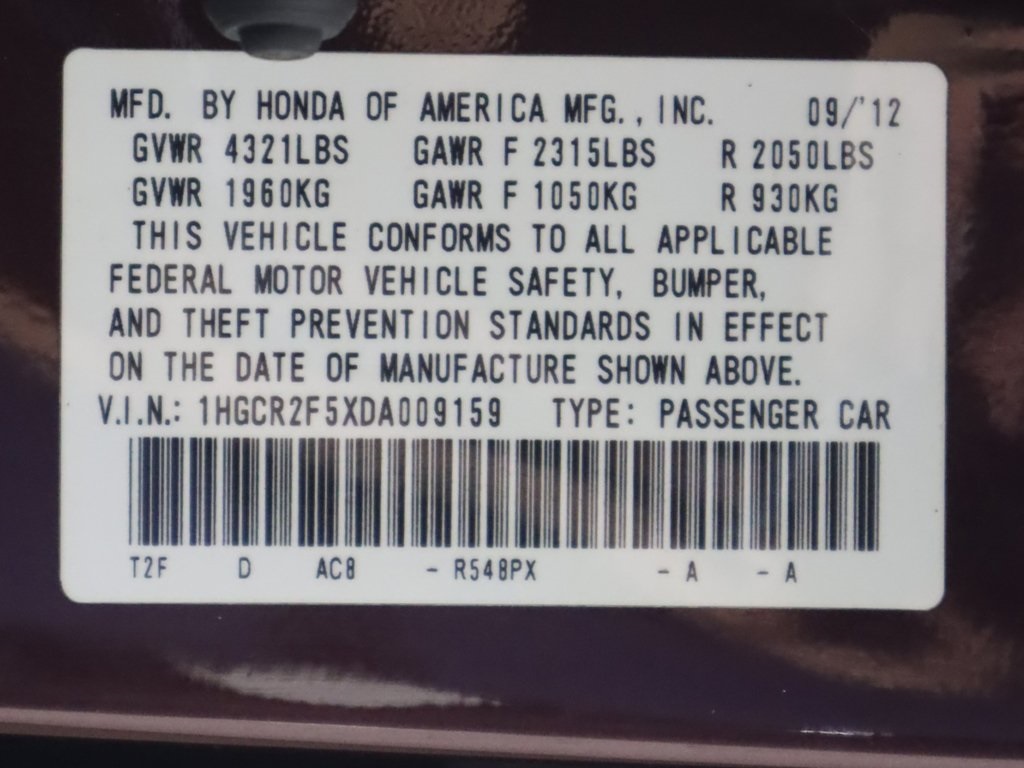 MFD. BY HONDA OF AMERICA MFG., INC. 09/'12
GVWR 4321LBS GAWR F 2315LBS R 2050LBS
GVWR 1960KG GAWR F 1050KG R 930KG
THIS VEHICLE CONFORMS TO ALL APPLICABLE
FEDERAL MOTOR VEHICLE SAFETY, BUMPER,
AND THEFT PREVENTION STANDARDS IN EFFECT
ON THE DATE OF MANUFACTURE SHOWN ABOVE.
V.I.N.: 1HGCR2F5XDA009159 TYPE: PASSENGER CAR
T2F D AC8 - R548PX - A - A